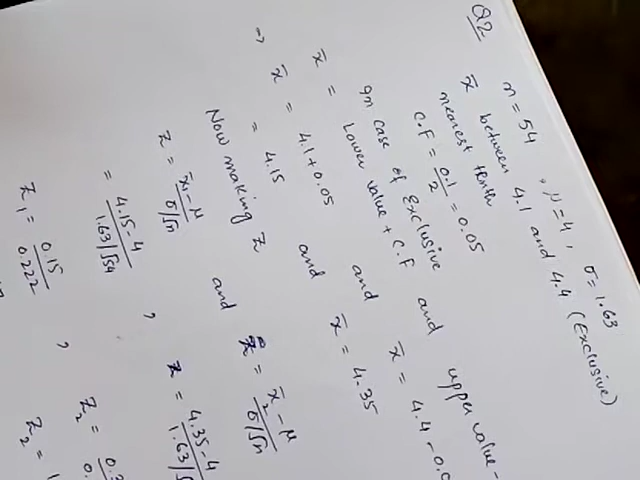 Q2
n = 54 , μ = 4 , σ = 1.63
x̄ between 4.1 and 4.4 (Exclusive)
nearest tenth
C.F = 0.1/2 = 0.05
In case of Exclusive
Lower value + C.F and upper value -
x̄ = 4.1 + 0.05 and x̄ = 4.4 - 0.0
→ x̄ = 4.15 and x̄ = 4.35
Now making Z
Z = x̄₁ - μ / σ/√n and Z = x̄₂ - μ / σ/√n
= 4.15 - 4 / 1.63/√54 , Z = 4.35 - 4 / 1.63/√
Z₁ = 0.15 / 0.222 , Z₂ = 0.3 / 0.
Z₂ = 1